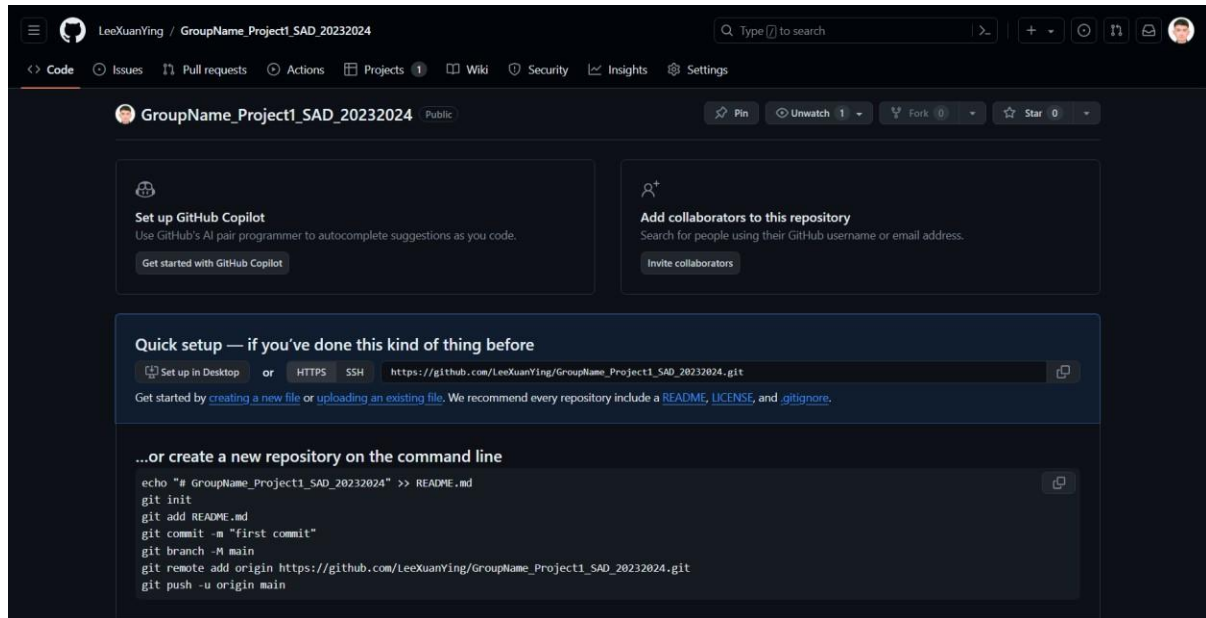 LeeXuanYing / GroupName_Project1_SAD_20232024
Type / to search
Code Issues Pull requests Actions Projects 1 Wiki Security Insights Settings
GroupName_Project1_SAD_20232024 Public
Pin Unwatch 1 Fork 0 Star 0
Set up GitHub Copilot
Use GitHub's AI pair programmer to autocomplete suggestions as you code.
Get started with GitHub Copilot
Add collaborators to this repository
Search for people using their GitHub username or email address.
Invite collaborators
Quick setup — if you've done this kind of thing before
Set up in Desktop or HTTPS SSH https://github.com/LeeXuanYing/GroupName_Project1_SAD_20232024.git
Get started by creating a new file or uploading an existing file. We recommend every repository include a README, LICENSE, and .gitignore.
...or create a new repository on the command line
echo "# GroupName_Project1_SAD_20232024" >> README.md
git init
git add README.md
git commit -m "first commit"
git branch -M main
git remote add origin https://github.com/LeeXuanYing/GroupName_Project1_SAD_20232024.git
git push -u origin main